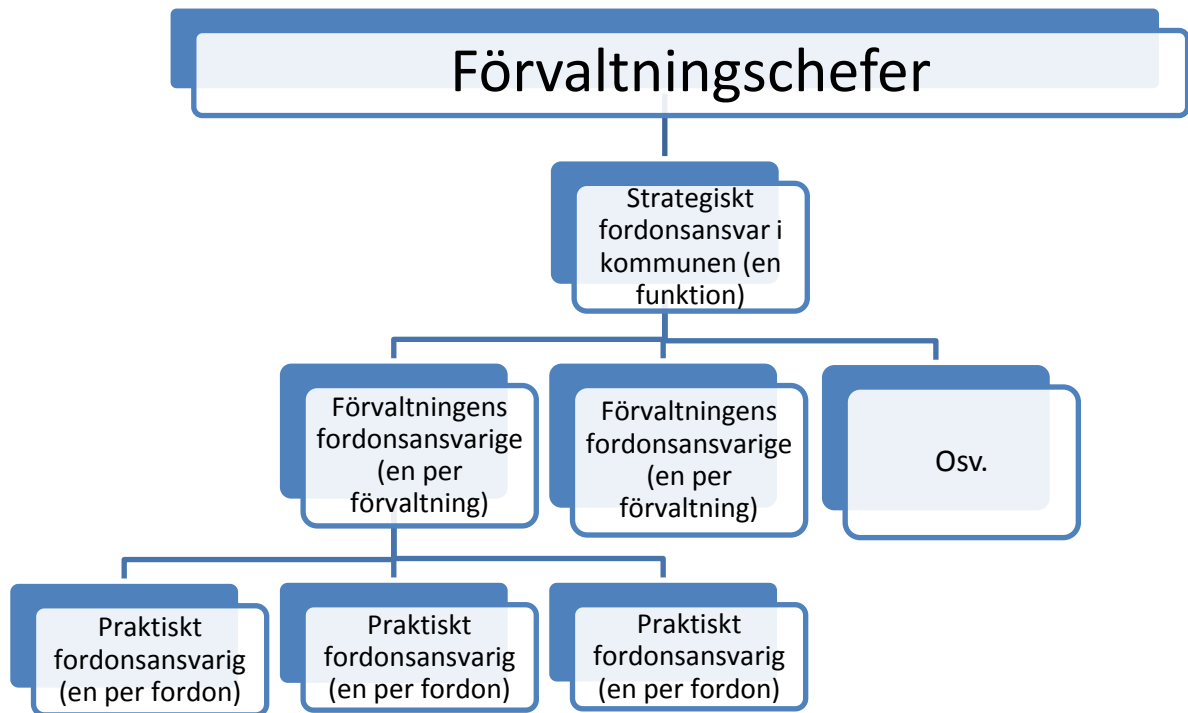 Förvaltningschefer
Strategiskt
fordonsansvar i
kommunen (en
funktion)
Förvaltningens
fordonsansvarige
(en per
förvaltning)
Förvaltningens
fordonsansvarige
(en per
förvaltning)
Osv.
Praktiskt
fordonsansvarig
(en per fordon)
Praktiskt
fordonsansvarig
(en per fordon)
Praktiskt
fordonsansvarig
(en per fordon)